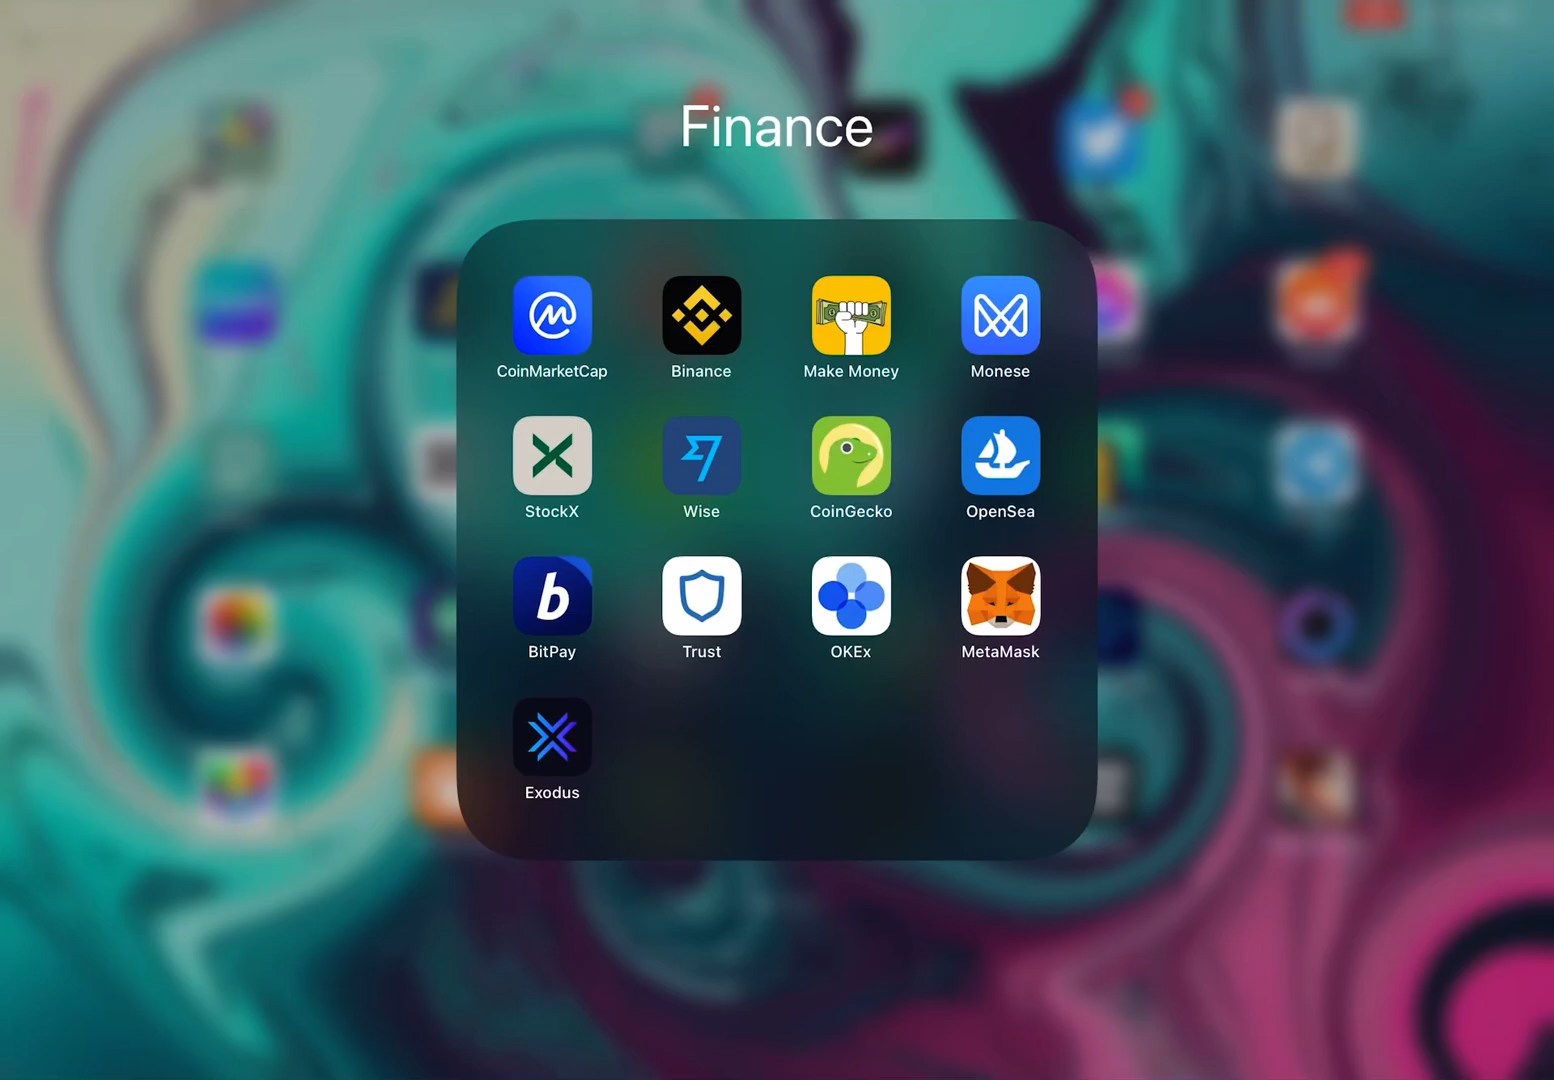 Finance
CoinMarketCap Binance Make Money Monese
StockX Wise CoinGecko OpenSea
BitPay Trust OKEx MetaMask
Exodus